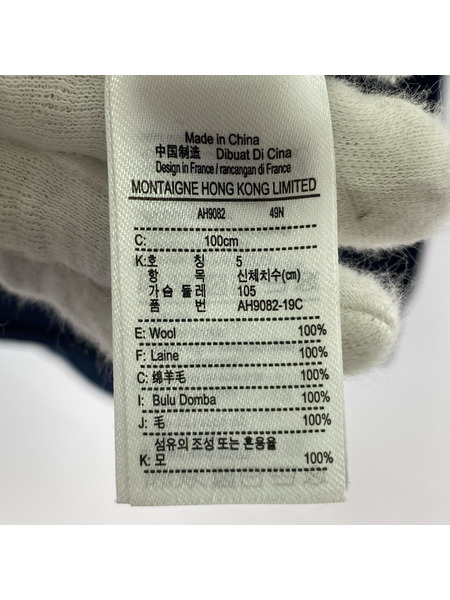 Made in China
中国制造 Dibuat Di Cina
Design in France / rancangan di France
MONTAIGNE HONG KONG LIMITED
AH9082 49N
C: 100cm
K:호 칭 5
항 목 신체치수(cm)
가슴 둘레 105
품 번 AH9082-19C
E: Wool 100%
F: Laine 100%
C: 绵羊毛 100%
I: Bulu Domba 100%
J: 毛 100%
섬유의 조성 또는 혼용율
K: 모 100%